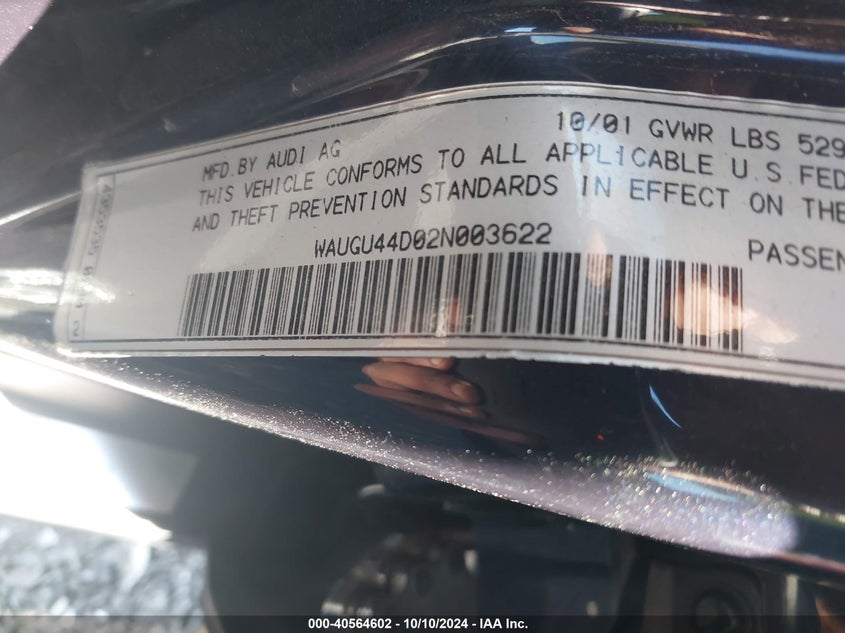 10/01 GVWR LBS 529
MFD.BY AUDI AG
THIS VEHICLE CONFORMS TO ALL APPLICABLE U.S.FED
AND THEFT PREVENTION STANDARDS IN EFFECT ON THE
WAUGU44D02N003622
PASSEN
000-40564602 - 10/10/2024 - IAA Inc.